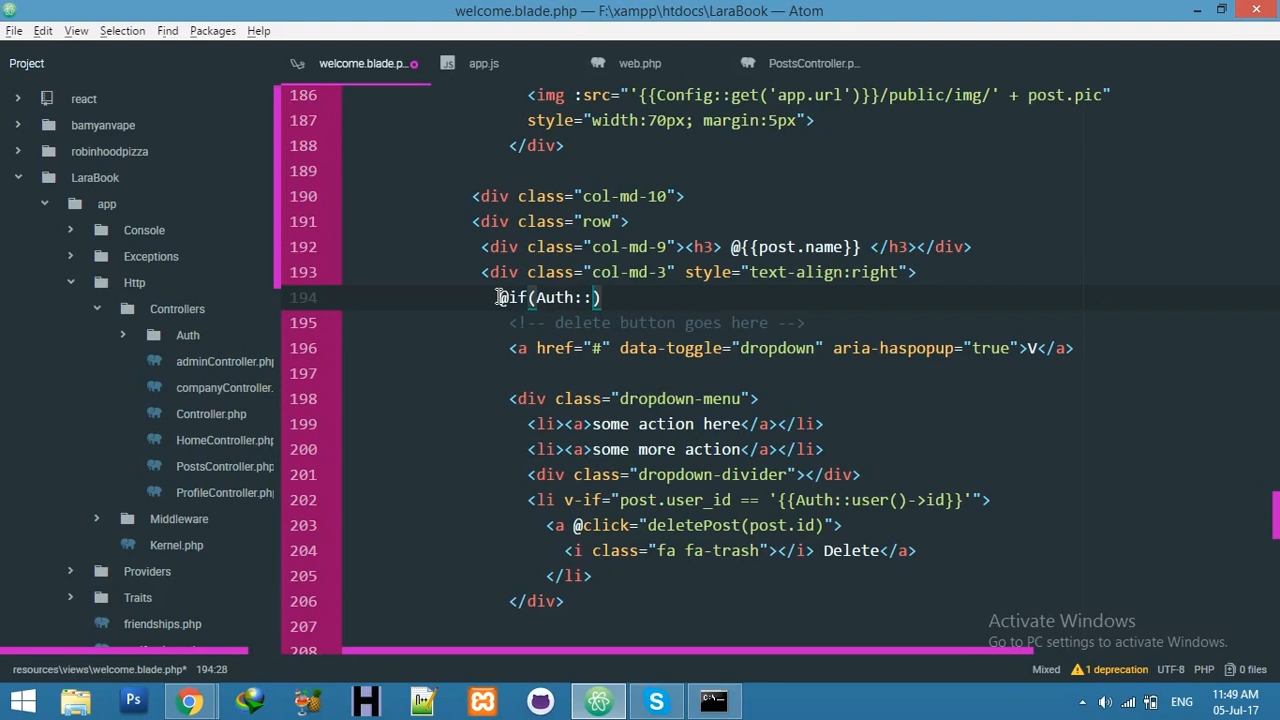 welcome.blade.php — F:\xampp\htdocs\LaraBook — Atom
File Edit View Selection Find Packages Help
Project
welcome.blade.p... app.js web.php PostsController.p...
react
bamyanvape
robinhoodpizza
LaraBook
app
Console
Exceptions
Http
Controllers
Auth
adminController.php
companyController.
Controller.php
HomeController.php
PostsController.php
ProfileController.php
Middleware
Kernel.php
Providers
Traits
friendships.php
186 <img :src="'{{Config::get('app.url')}}/public/img/' + post.pic"
187 style="width:70px; margin:5px">
188 </div>
189
190 <div class="col-md-10">
191 <div class="row">
192 <div class="col-md-9"><h3> @{{post.name}} </h3></div>
193 <div class="col-md-3" style="text-align:right">
194 @if(Auth::)
195 <!-- delete button goes here -->
196 <a href="#" data-toggle="dropdown" aria-haspopup="true">V</a>
197
198 <div class="dropdown-menu">
199 <li><a>some action here</a></li>
200 <li><a>some more action</a></li>
201 <div class="dropdown-divider"></div>
202 <li v-if="post.user_id == '{{Auth::user()->id}}'">
203 <a @click="deletePost(post.id)">
204 <i class="fa fa-trash"></i> Delete</a>
205 </li>
206 </div>
207
208
Activate Windows
Go to PC settings to activate Windows.
resources\views\welcome.blade.php* 194:28 Mixed 1 deprecation UTF-8 PHP 0 files
ENG
11:49 AM
05-Jul-17